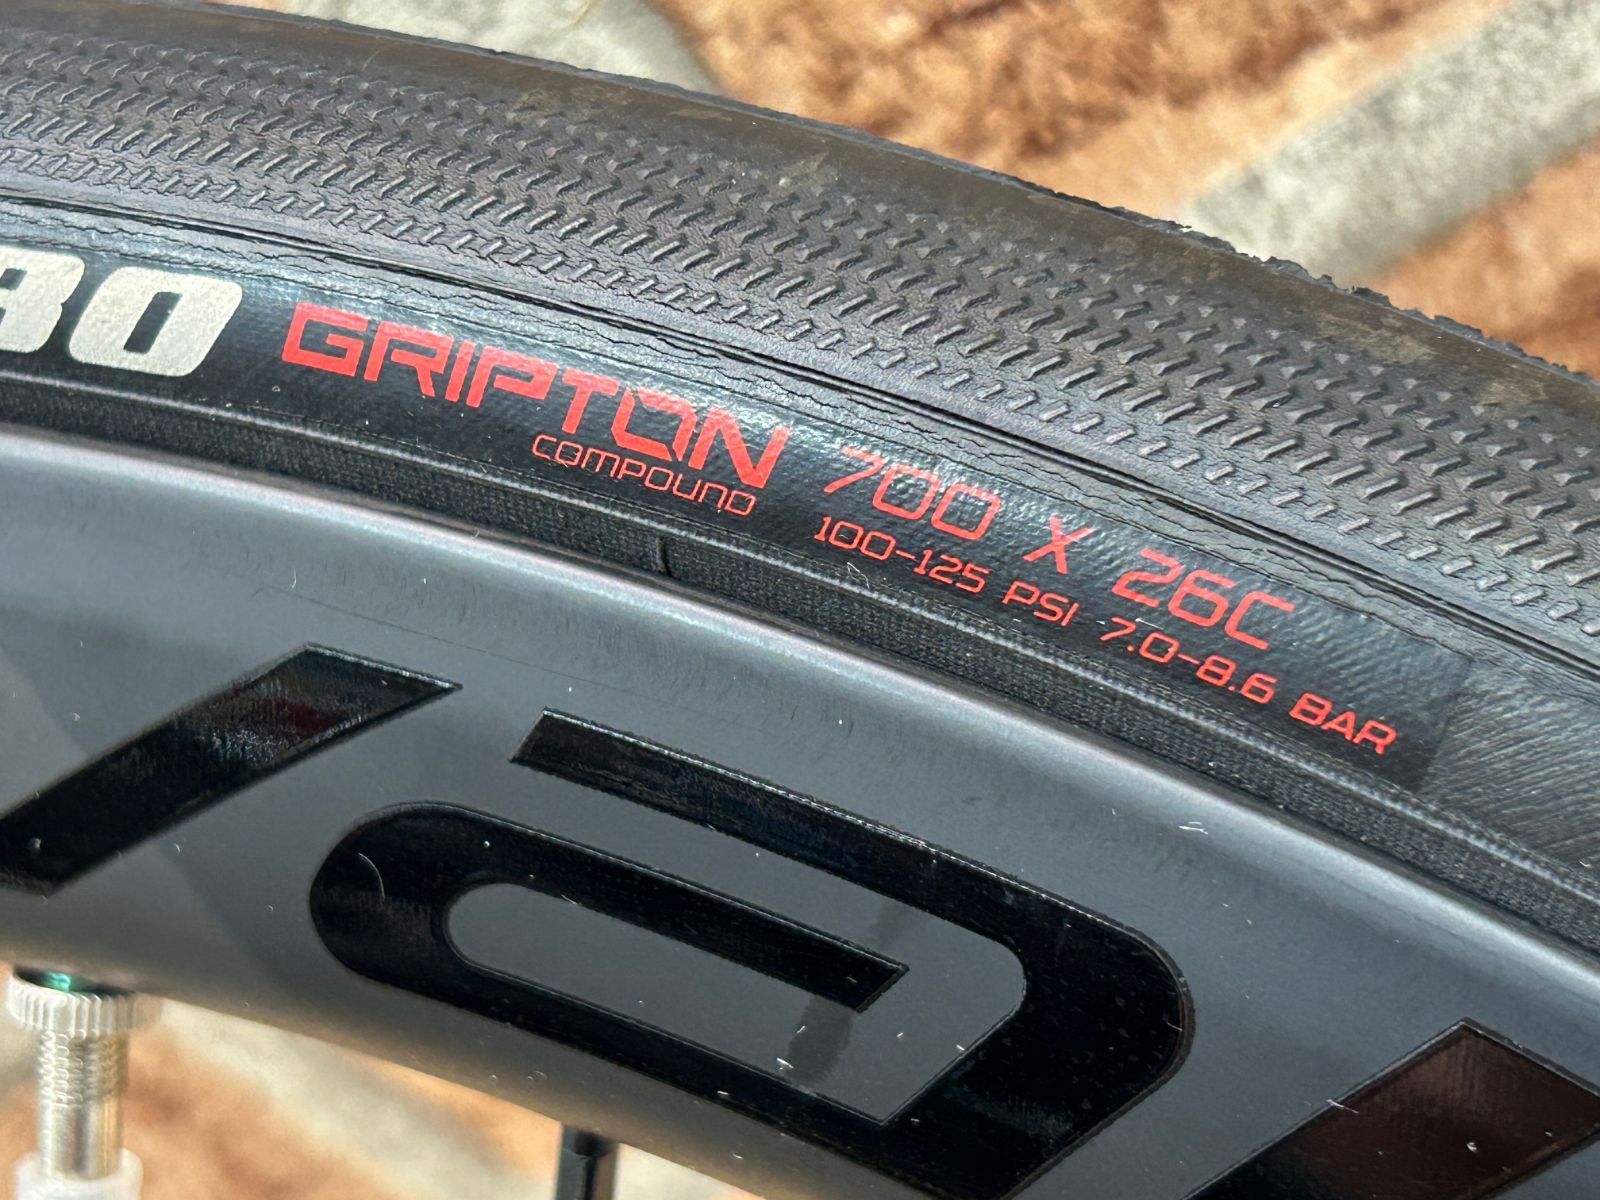 GRIPTON
COMPOUND
700 X 26C
100-125 PSI 7.0-8.6 BAR